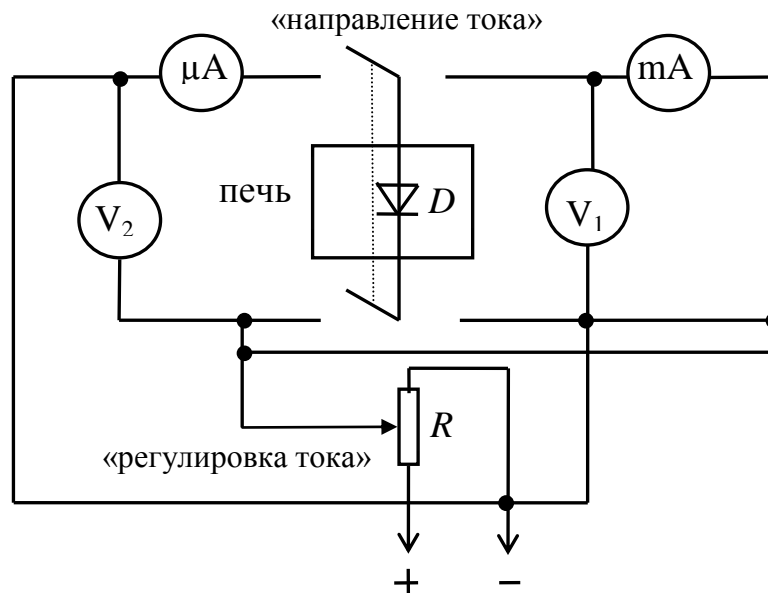 «направление тока»
μA
mA
печь
D
V₂
V₁
R
«регулировка тока»
+ −